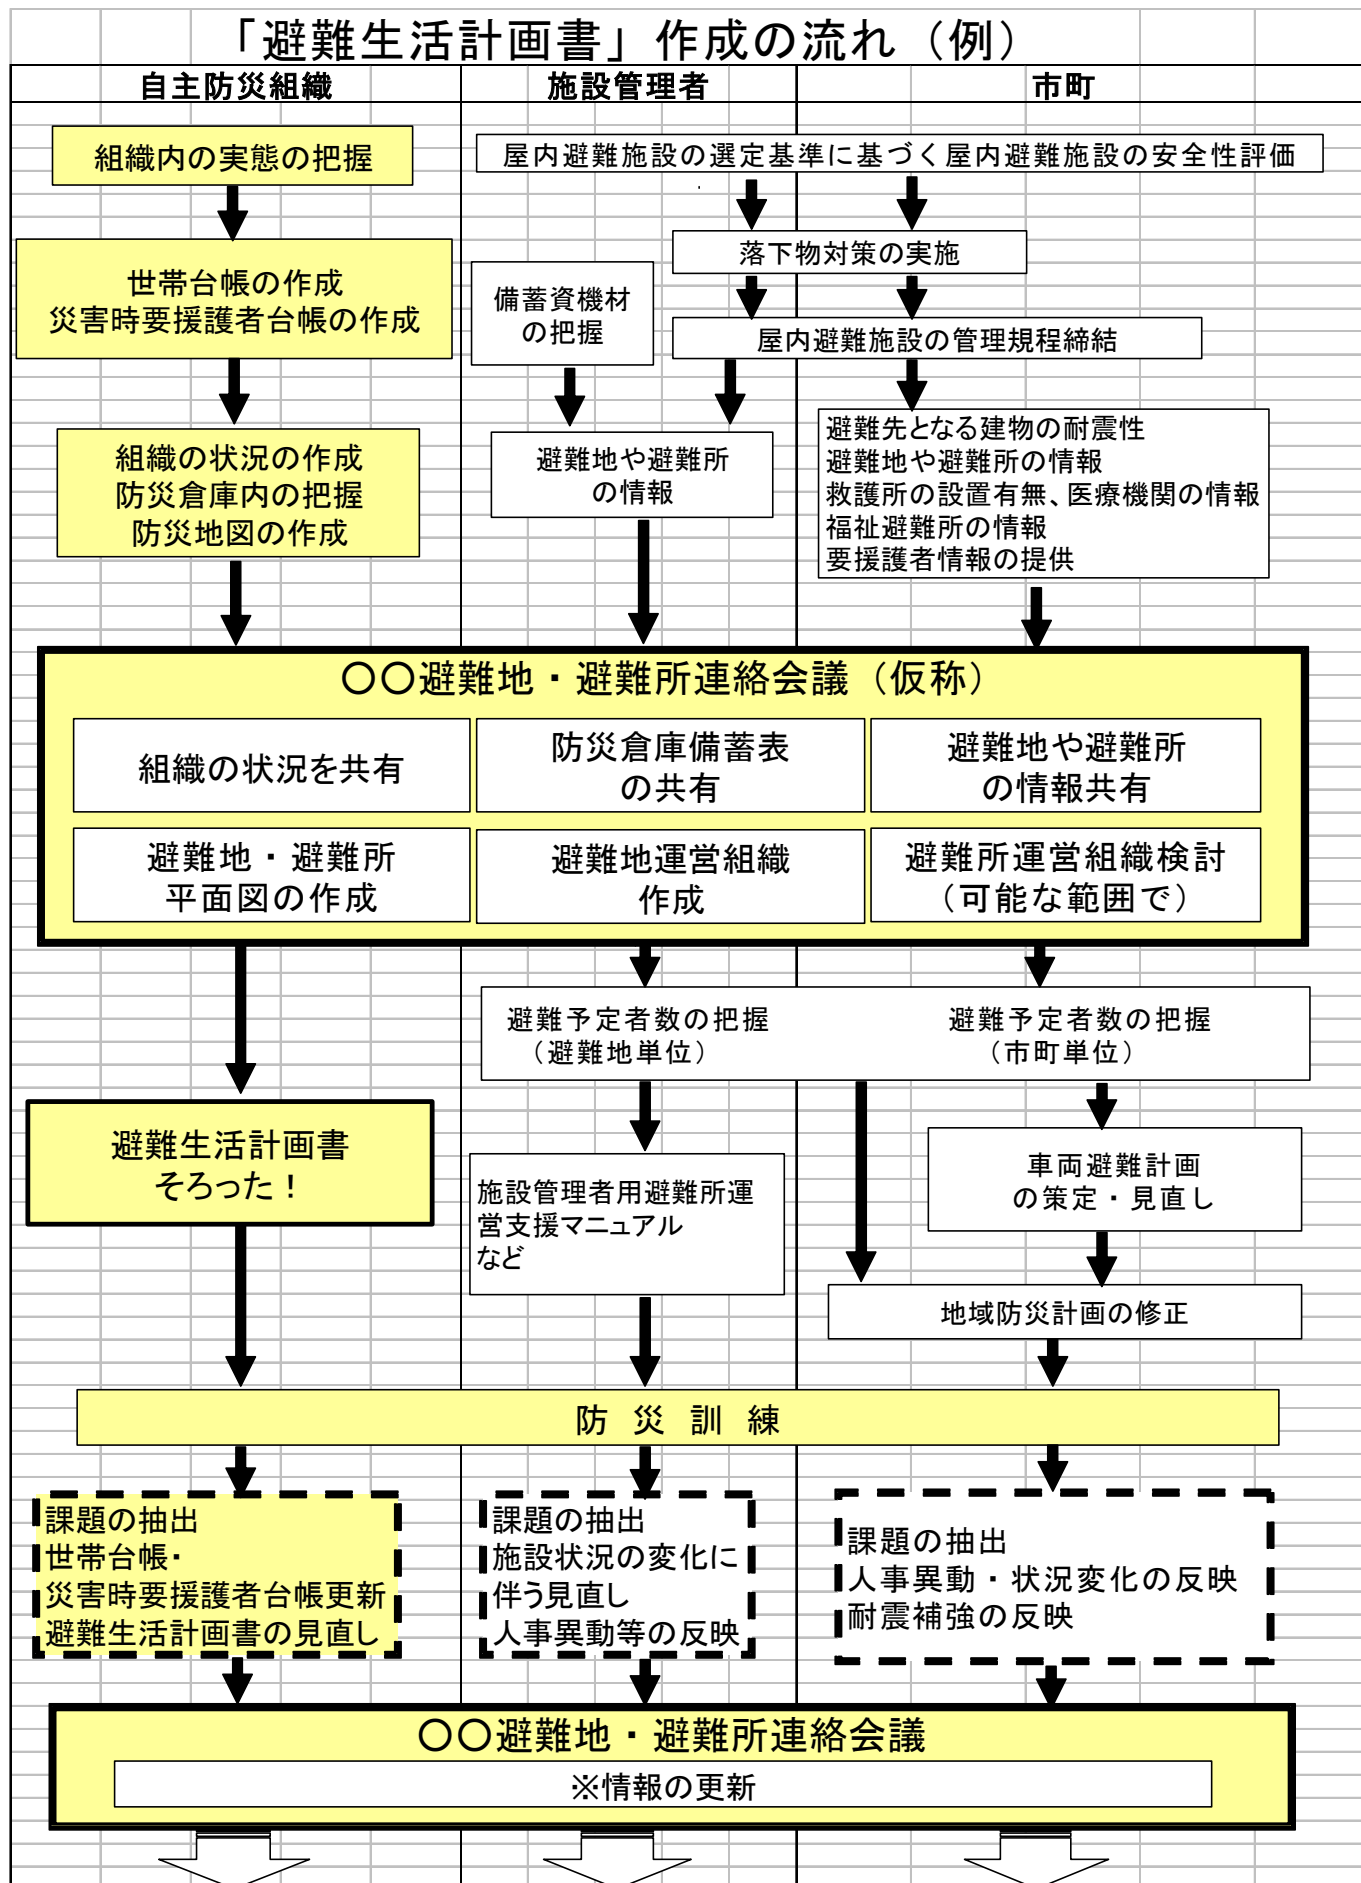 「避難生活計画書」作成の流れ（例）
自主防災組織
施設管理者
市町
組織内の実態の把握
屋内避難施設の選定基準に基づく屋内避難施設の安全性評価
落下物対策の実施
世帯台帳の作成
災害時要援護者台帳の作成
備蓄資機材
の把握
屋内避難施設の管理規程締結
組織の状況の作成
防災倉庫内の把握
防災地図の作成
避難地や避難所
の情報
避難先となる建物の耐震性
避難地や避難所の情報
救護所の設置有無、医療機関の情報
福祉避難所の情報
要援護者情報の提供
〇〇避難地・避難所連絡会議（仮称）
組織の状況を共有
防災倉庫備蓄表
の共有
避難地や避難所
の情報共有
避難地・避難所
平面図の作成
避難地運営組織
作成
避難所運営組織検討
（可能な範囲で）
避難予定者数の把握
（避難地単位）
避難予定者数の把握
（市町単位）
避難生活計画書
そろった！
施設管理者用避難所運
営支援マニュアル
など
車両避難計画
の策定・見直し
地域防災計画の修正
防 災 訓 練
課題の抽出
世帯台帳・
災害時要援護者台帳更新
避難生活計画書の見直し
課題の抽出
施設状況の変化に
伴う見直し
人事異動等の反映
課題の抽出
人事異動・状況変化の反映
耐震補強の反映
〇〇避難地・避難所連絡会議
※情報の更新